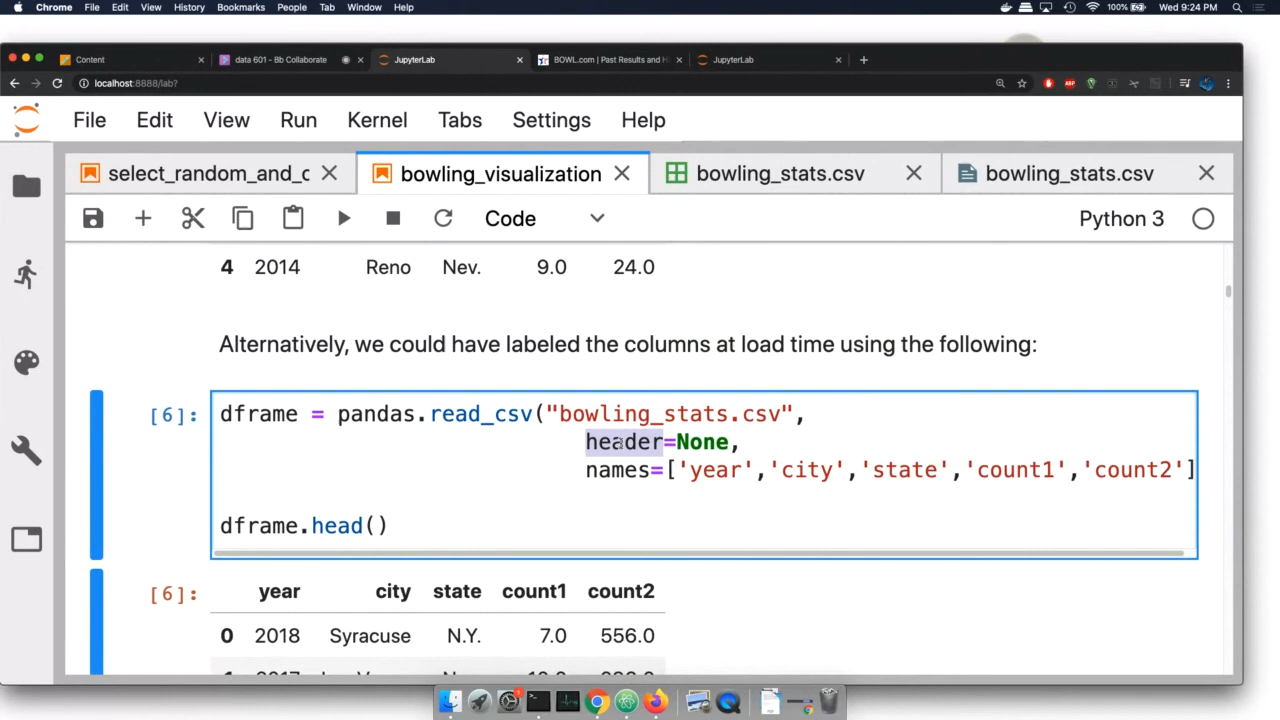 Chrome File Edit View History Bookmarks People Tab Window Help 100% Wed 9:24 PM
Content data 601 - Bb Collaborate JupyterLab BOWL.com | Past Results and H JupyterLab
localhost:8888/lab?
File Edit View Run Kernel Tabs Settings Help
select_random_and_c bowling_visualization bowling_stats.csv bowling_stats.csv
Code Python 3
4 2014 Reno Nev. 9.0 24.0
Alternatively, we could have labeled the columns at load time using the following:
[6]: dframe = pandas.read_csv("bowling_stats.csv",
header=None,
names=['year','city','state','count1','count2']
dframe.head()
[6]: year city state count1 count2
0 2018 Syracuse N.Y. 7.0 556.0